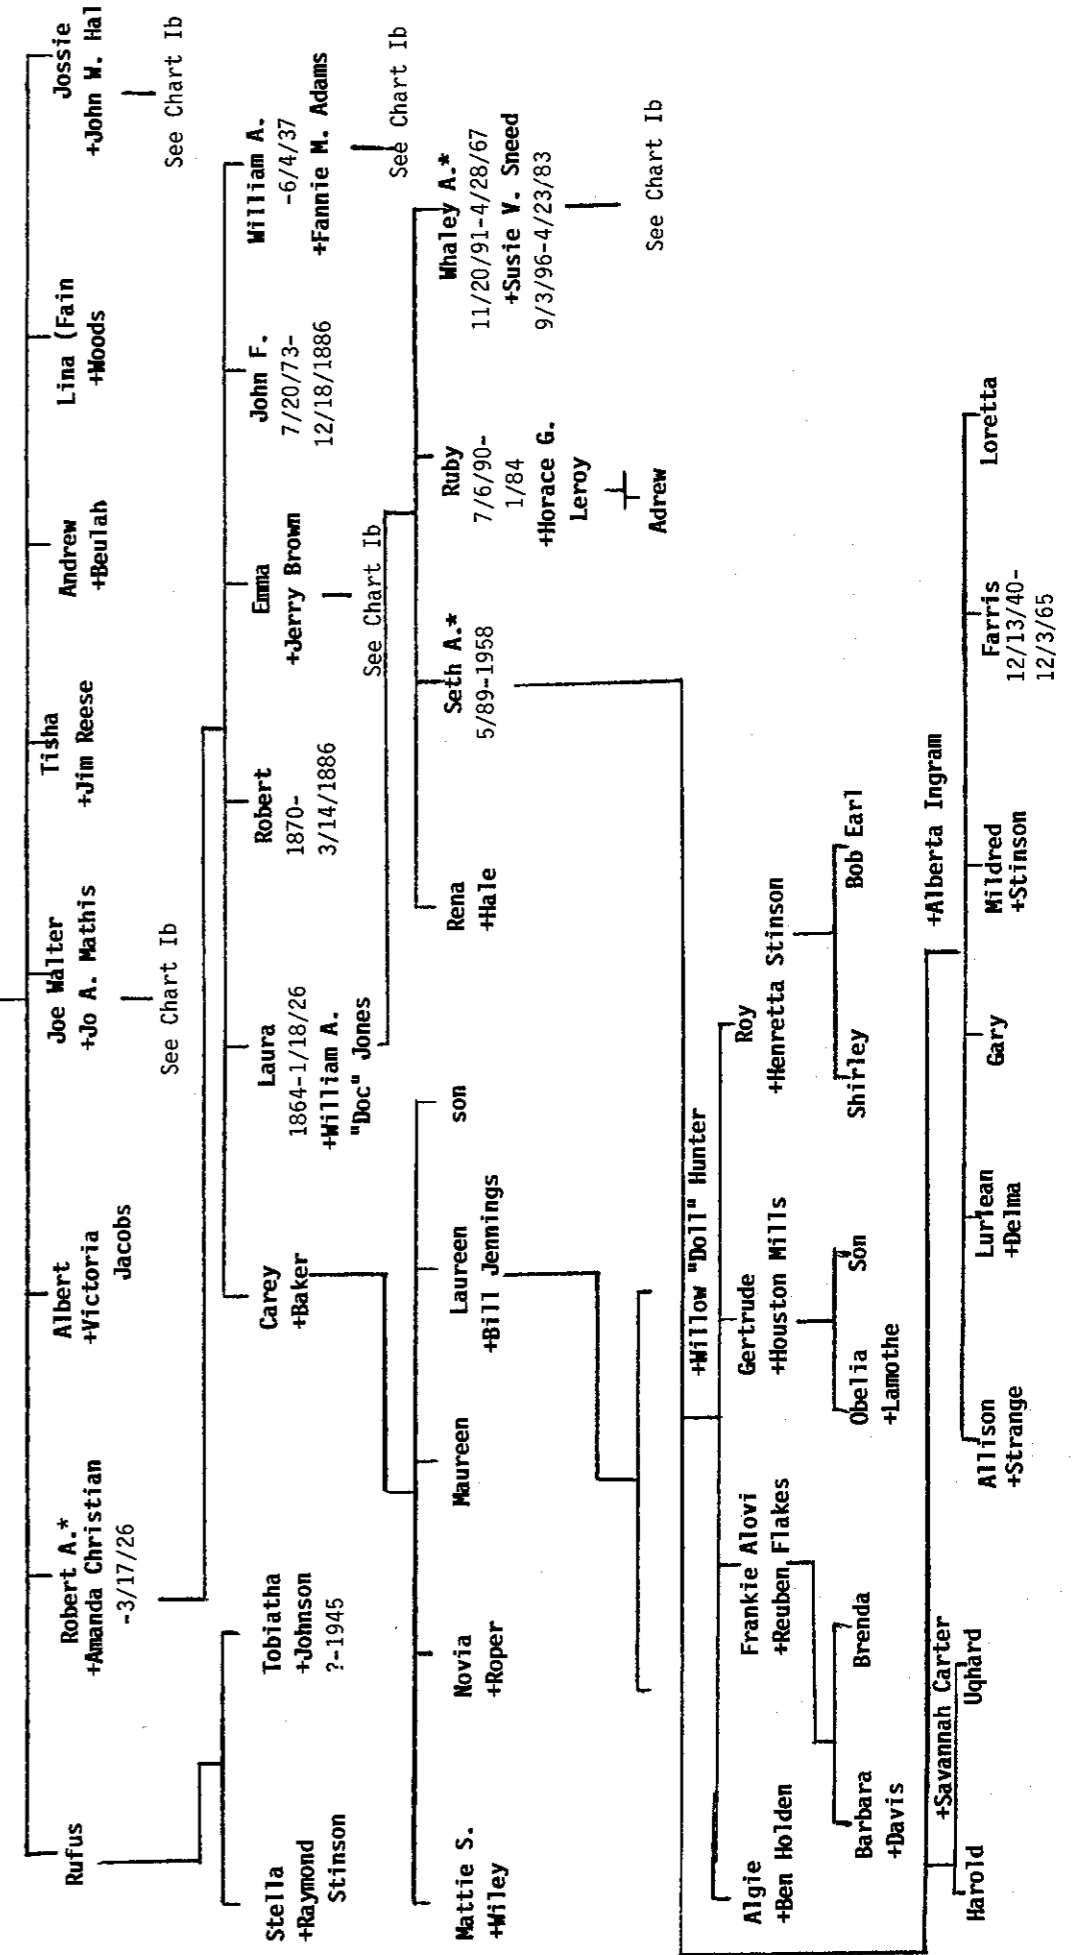 Rufus
Robert A.*
+Amanda Christian
-3/17/26
Albert
+Victoria
Jacobs
Joe Walter
+Jo A. Mathis
See Chart Ib
Tisha
+Jim Reese
Andrew
+Beulah
Lina (Fain
+Woods
Jossie
+John W. Hal
See Chart Ib
Stella
+Raymond
Stinson
Tobiatha
+Johnson
?-1945
Carey
+Baker
Laura
1864-1/18/26
+William A.
"Doc" Jones
Robert
1870-
3/14/1886
Emma
+Jerry Brown
See Chart Ib
John F.
7/20/73-
12/18/1886
William A.
-6/4/37
+Fannie M. Adams
See Chart Ib
Mattie S.
+Wiley
Novia
+Roper
Maureen
Laureen
+Bill Jennings
son
Rena
+Hale
Seth A.*
5/89-1958
Ruby
7/6/90-
1/84
+Horace G.
Leroy
Adrew
Whaley A.*
11/20/91-4/28/67
+Susie V. Sneed
9/3/96-4/23/83
See Chart Ib
+Willow "Doll" Hunter
Algie
+Ben Holden
Frankie Alovi
+Reuben Flakes
Gertrude
+Houston Mills
Roy
+Henretta Stinson
Barbara
+Davis
Brenda
Obelia
+Lamothe
Son
Shirley
Bob Earl
+Savannah Carter
+Alberta Ingram
Harold
Uqhard
Allison
+Strange
Lurlean
+Delma
Gary
Mildred
+Stinson
Farris
12/13/40-
12/3/65
Loretta